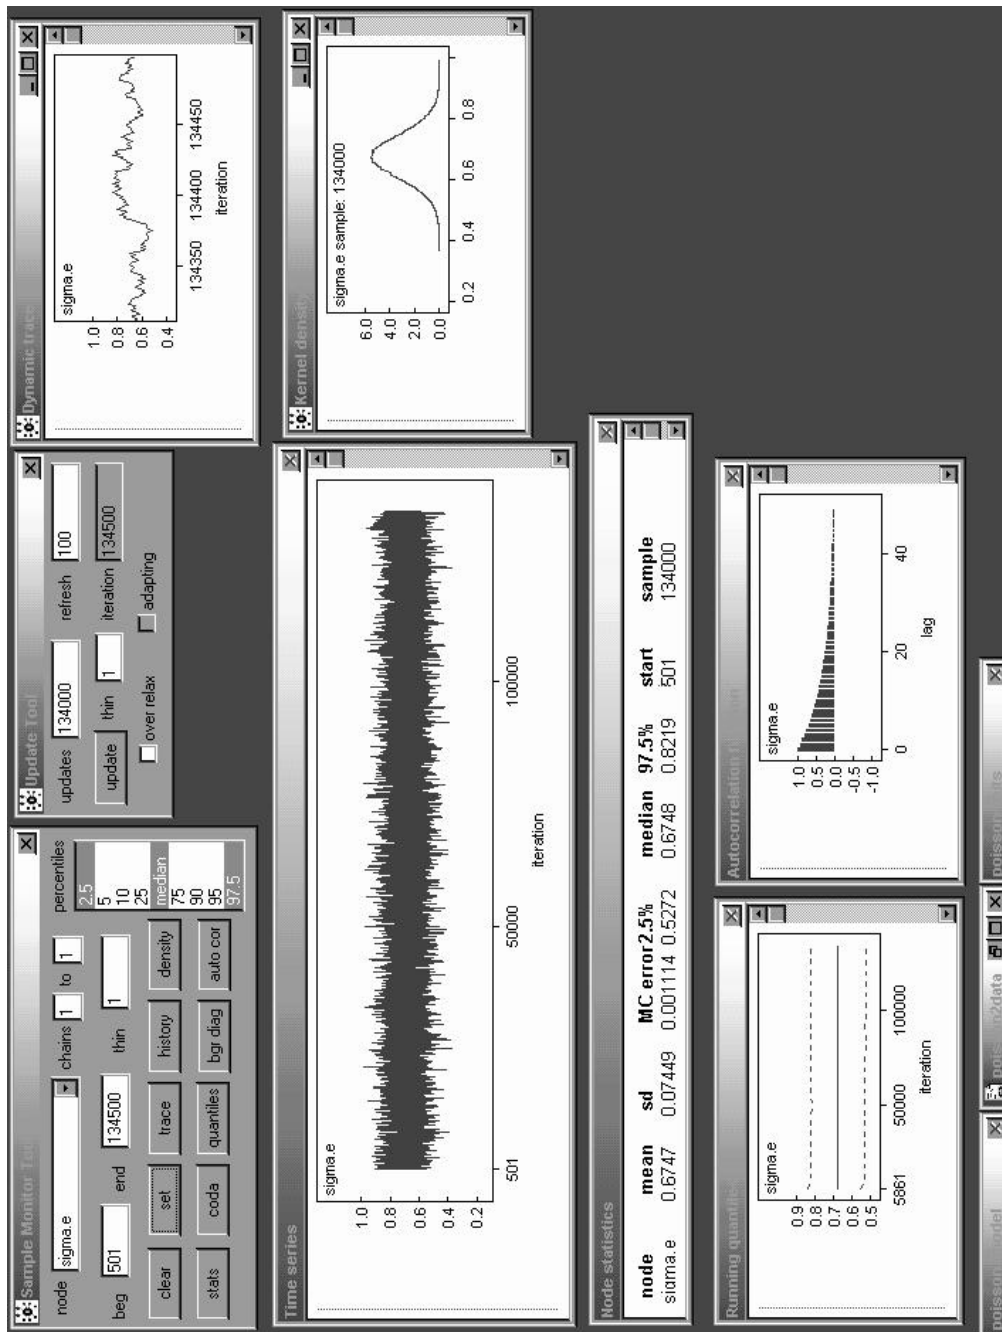 Sample Monitor Tool
node sigma.e chains 1 to 1 percentiles
beg 501 end 134500 thin 1
2.5
5
10
25
median
75
90
95
97.5
clear set trace history density
stats coda quantiles bgr diag auto cor
Update Tool
updates 134000 refresh 100
update thin 1 iteration 134500
over relax adapting
Dynamic trace
sigma.e
1.0
0.8
0.6
0.4
134350 134400 134450
iteration
Time series
sigma.e
1.0
0.8
0.6
0.4
0.2
501 50000 100000
iteration
Kernel density
sigma.e sample: 134000
6.0
4.0
2.0
0.0
0.2 0.4 0.6 0.8
Node statistics
node mean sd MC error 2.5% median 97.5% start sample
sigma.e 0.6747 0.07449 0.001114 0.5272 0.6748 0.8219 501 134000
Running quantiles
sigma.e
0.9
0.8
0.7
0.6
0.5
5861 50000 100000
iteration
Autocorrelation
sigma.e
1.0
0.5
0.0
-0.5
-1.0
0 20 40
lag